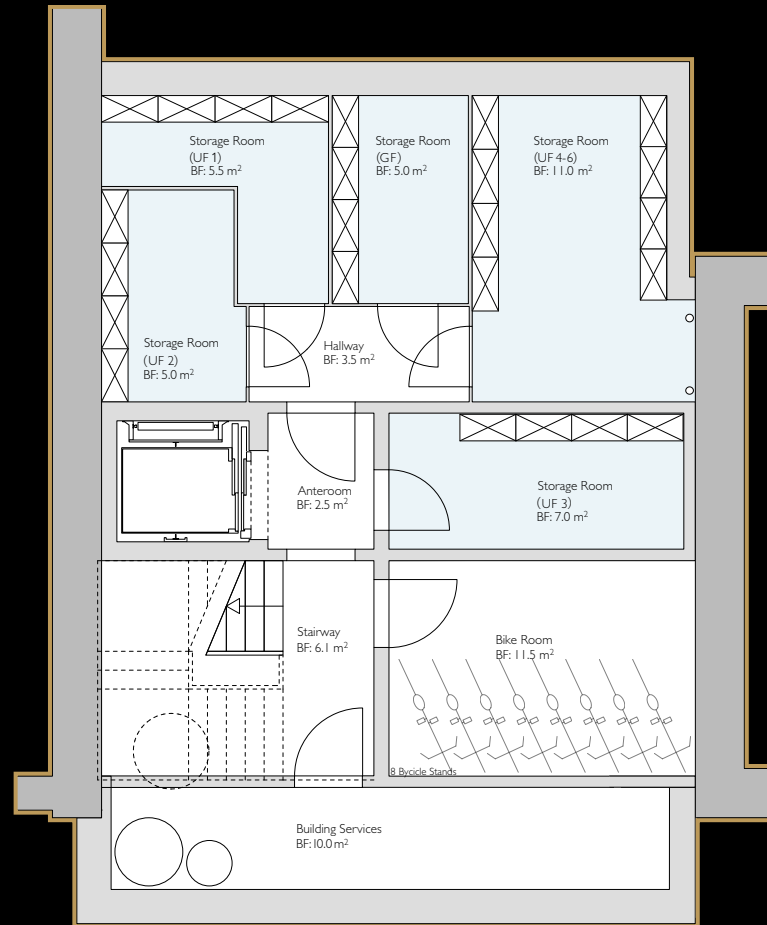 Storage Room
(UF 1)
BF: 5.5 m²
Storage Room
(GF)
BF: 5.0 m²
Storage Room
(UF 4-6)
BF: 11.0 m²
Storage Room
(UF 2)
BF: 5.0 m²
Hallway
BF: 3.5 m²
Anteroom
BF: 2.5 m²
Storage Room
(UF 3)
BF: 7.0 m²
Stairway
BF: 6.1 m²
Bike Room
BF: 11.5 m²
8 Bycicle Stands
Building Services
BF:10.0 m²